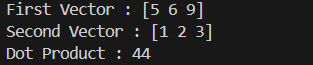 First Vector : [5 6 9]
Second Vector : [1 2 3]
Dot Product : 44